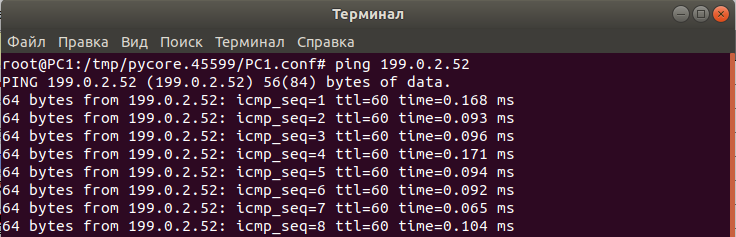 Терминал
Файл Правка Вид Поиск Терминал Справка
root@PC1:/tmp/pycore.45599/PC1.conf# ping 199.0.2.52
PING 199.0.2.52 (199.0.2.52) 56(84) bytes of data.
64 bytes from 199.0.2.52: icmp_seq=1 ttl=60 time=0.168 ms
64 bytes from 199.0.2.52: icmp_seq=2 ttl=60 time=0.093 ms
64 bytes from 199.0.2.52: icmp_seq=3 ttl=60 time=0.096 ms
64 bytes from 199.0.2.52: icmp_seq=4 ttl=60 time=0.171 ms
64 bytes from 199.0.2.52: icmp_seq=5 ttl=60 time=0.094 ms
64 bytes from 199.0.2.52: icmp_seq=6 ttl=60 time=0.092 ms
64 bytes from 199.0.2.52: icmp_seq=7 ttl=60 time=0.065 ms
64 bytes from 199.0.2.52: icmp_seq=8 ttl=60 time=0.104 ms